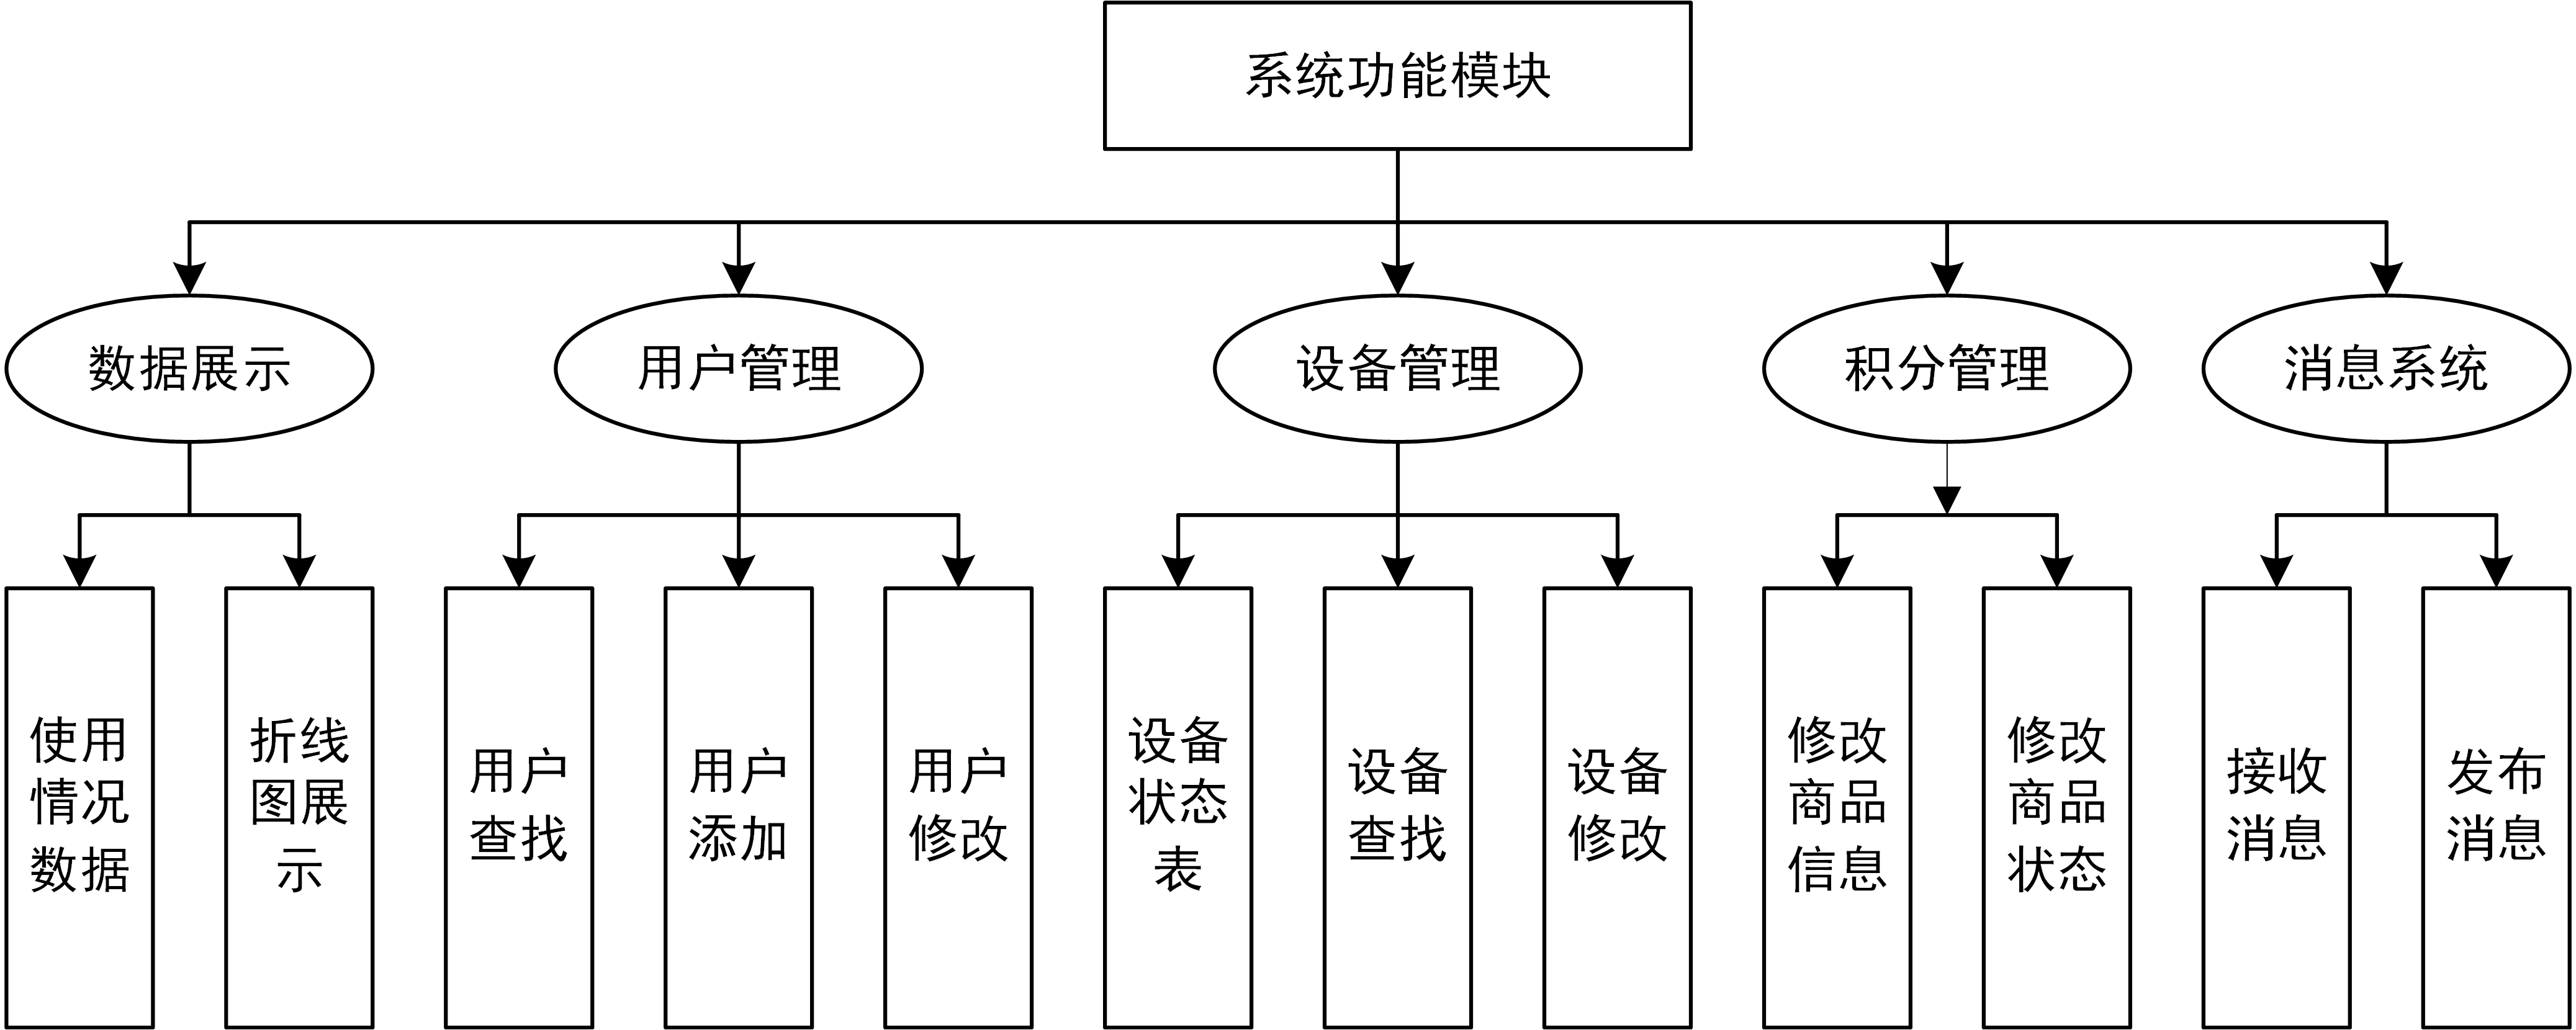 系统功能模块
数据展示
用户管理
设备管理
积分管理
消息系统
使用
情况
数据
折线
图展
示
用户
查找
用户
添加
用户
修改
设备
状态
表
设备
查找
设备
修改
修改
商品
信息
修改
商品
状态
接收
消息
发布
消息